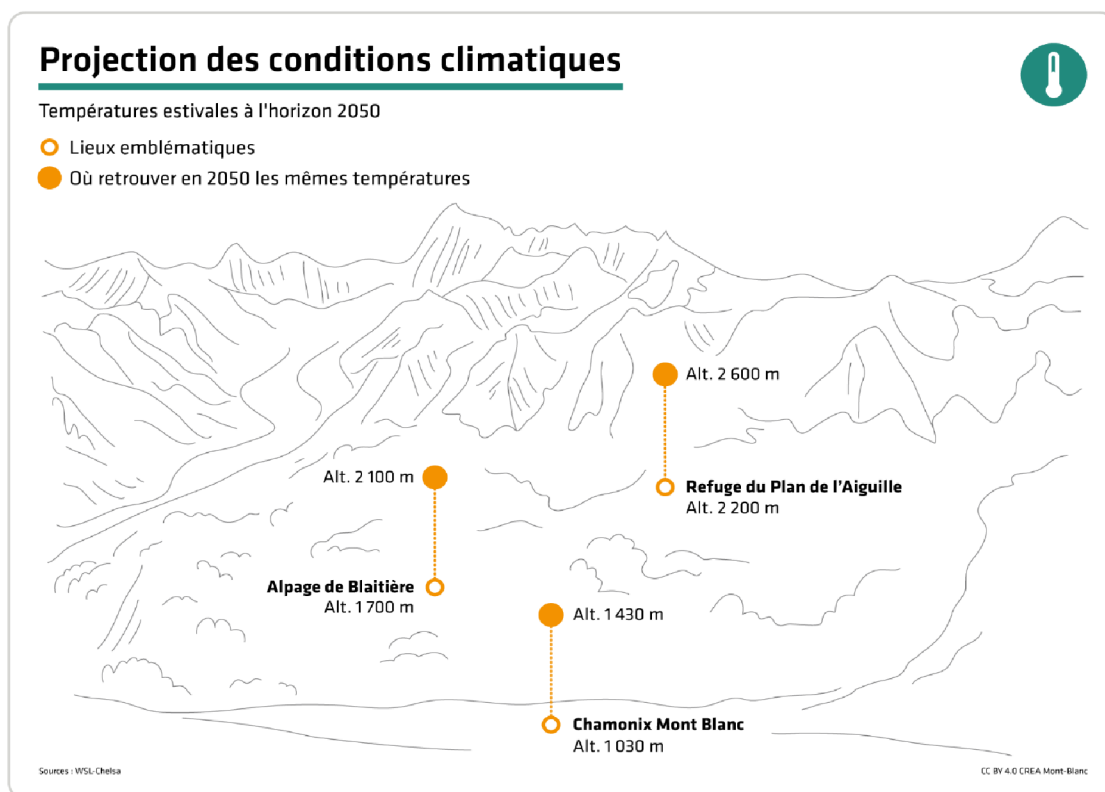 Projection des conditions climatiques
Températures estivales à l'horizon 2050
Lieux emblématiques
Où retrouver en 2050 les mêmes températures
Alt. 2 600 m
Alt. 2 100 m
Refuge du Plan de l'Aiguille
Alt. 2 200 m
Alpage de Blaitière
Alt. 1 700 m
Alt. 1 430 m
Chamonix Mont Blanc
Alt. 1 030 m
Sources : WSL-Chelsa
CC BY 4.0 CREA Mont-Blanc